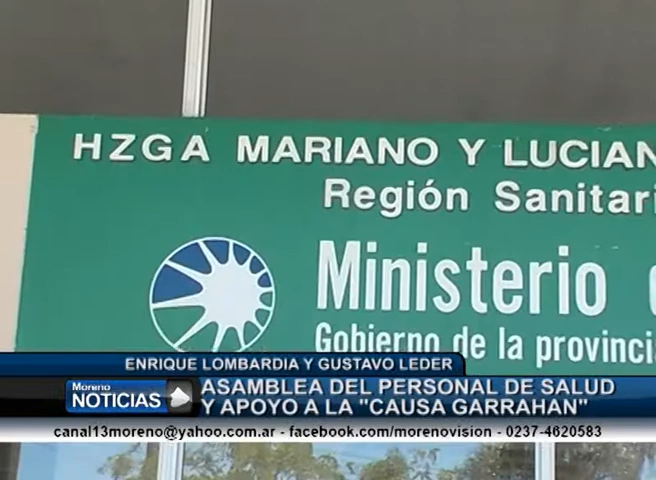 HZGA MARIANO Y LUCIAN
Región Sanitari
Ministerio
Gobierno de la provinci
ENRIQUE LOMBARDIA Y GUSTAVO LEDER
Moreno
NOTICIAS
ASAMBLEA DEL PERSONAL DE SALUD
Y APOYO A LA "CAUSA GARRAHAN"
canal13moreno@yahoo.com.ar - facebook.com/morenovision - 0237-4620583